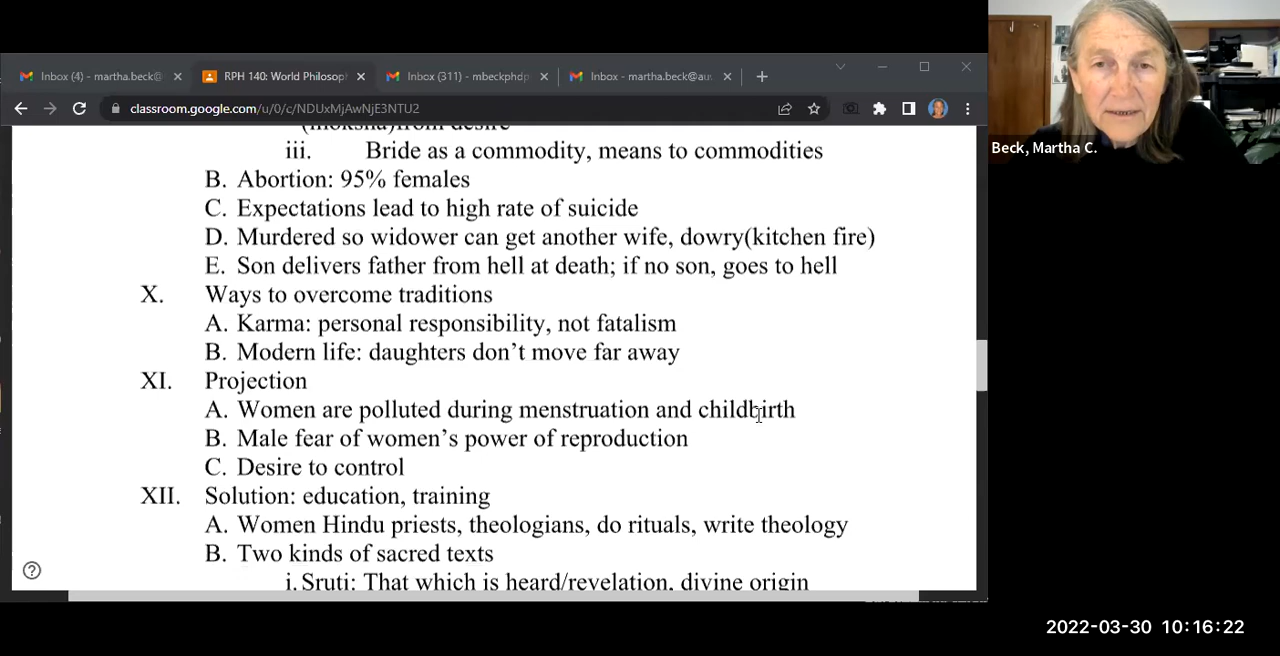 Inbox (4) - martha.beck@
RPH 140: World Philosoph
Inbox (311) - mbeckphdp
Inbox - martha.beck@au
classroom.google.com/u/0/c/NDUxMjAwNjE3NTU2
(moksha)from desire
iii. Bride as a commodity, means to commodities
B. Abortion: 95% females
C. Expectations lead to high rate of suicide
D. Murdered so widower can get another wife, dowry(kitchen fire)
E. Son delivers father from hell at death; if no son, goes to hell
X. Ways to overcome traditions
A. Karma: personal responsibility, not fatalism
B. Modern life: daughters don’t move far away
XI. Projection
A. Women are polluted during menstruation and childbirth
B. Male fear of women’s power of reproduction
C. Desire to control
XII. Solution: education, training
A. Women Hindu priests, theologians, do rituals, write theology
B. Two kinds of sacred texts
i. Sruti: That which is heard/revelation, divine origin
Beck, Martha C.
2022-03-30 10:16:22